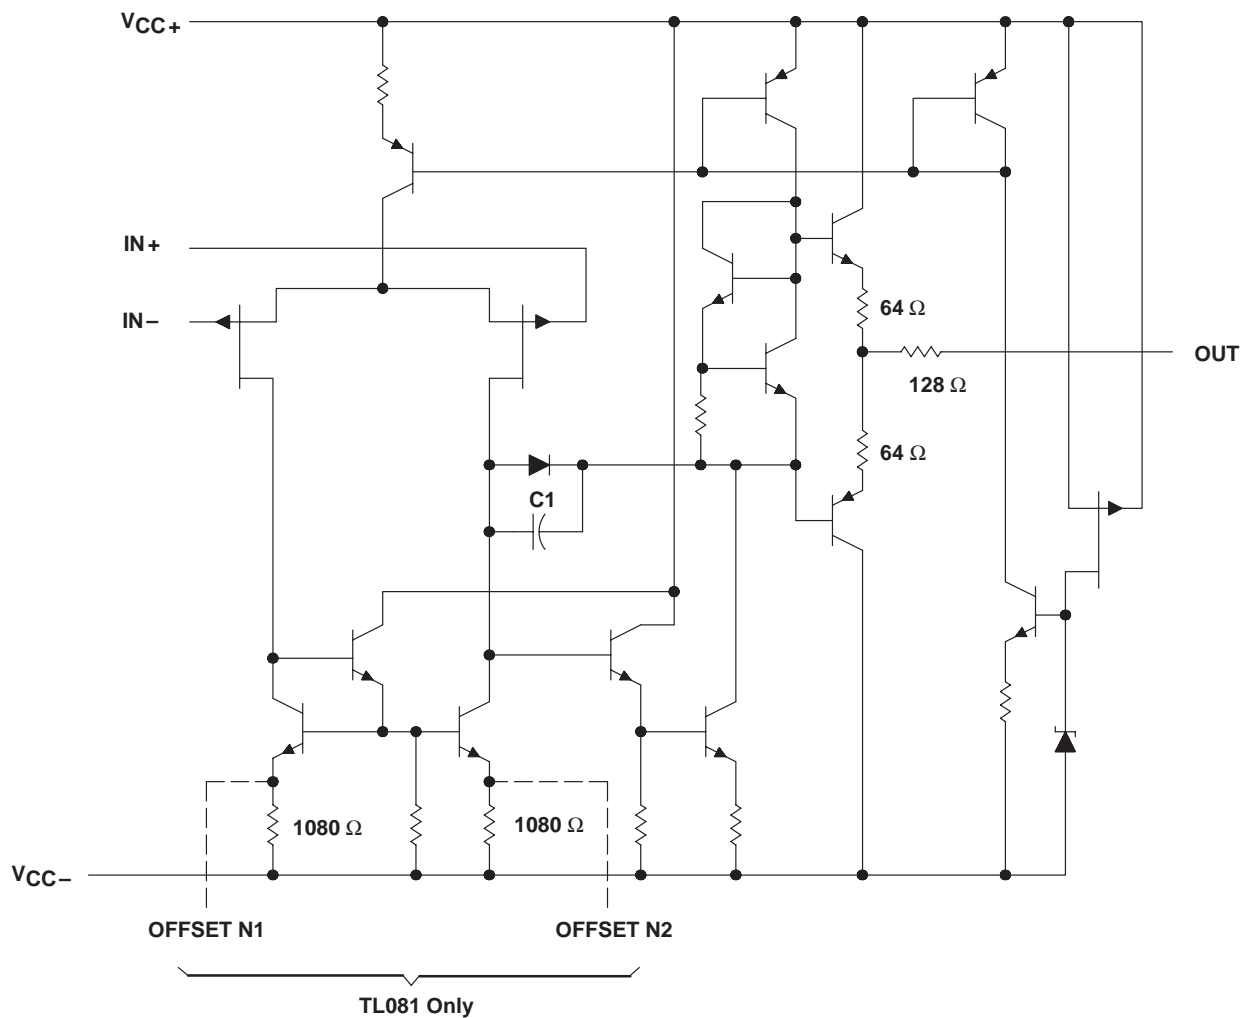 VCC+
IN+
IN−
64 Ω
OUT
128 Ω
64 Ω
C1
1080 Ω
1080 Ω
VCC−
OFFSET N1
OFFSET N2
TL081 Only